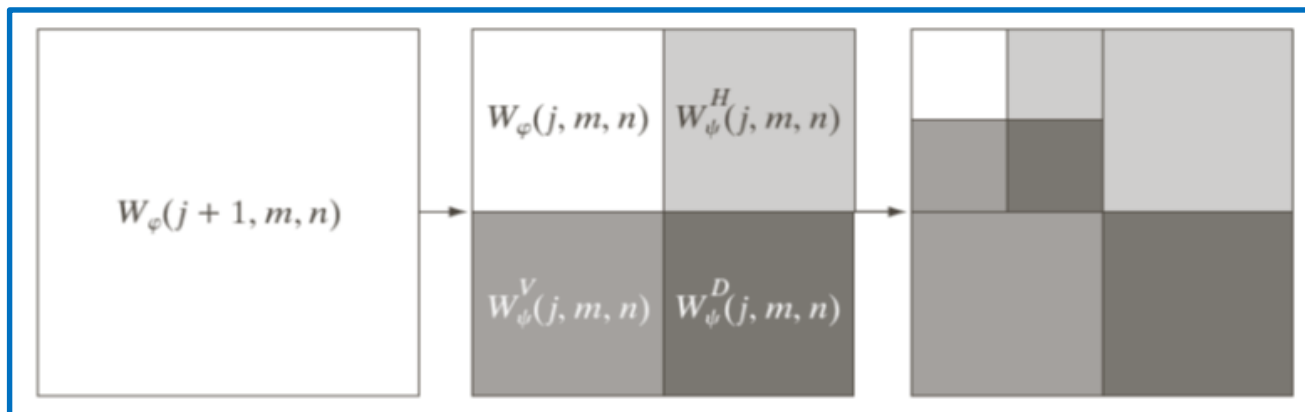 W_φ(j + 1, m, n)
W_φ(j, m, n) W_ψ^H(j, m, n)
W_ψ^V(j, m, n) W_ψ^D(j, m, n)